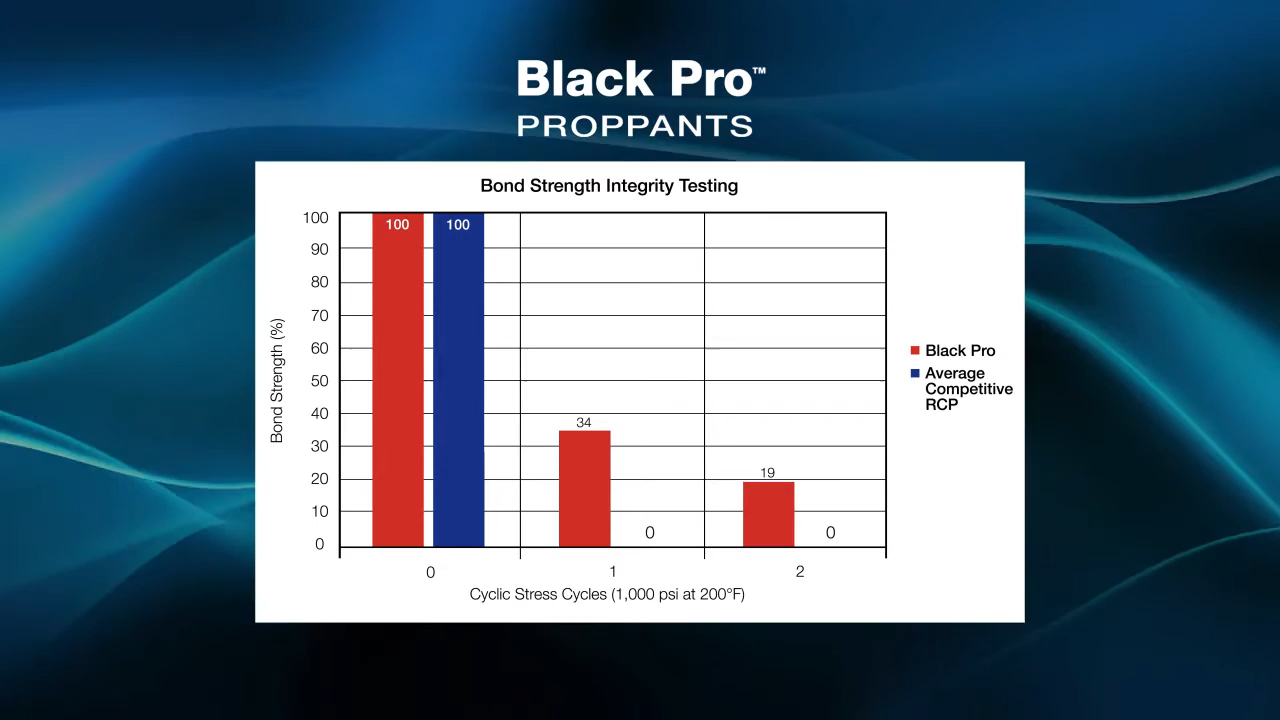 Black Pro™
PROPPANTS
Bond Strength Integrity Testing
100
90
80
70
60
50
40
30
20
10
0
Bond Strength (%)
100
100
34
0
19
0
0
1
2
Cyclic Stress Cycles (1,000 psi at 200°F)
Black Pro
Average
Competitive
RCP